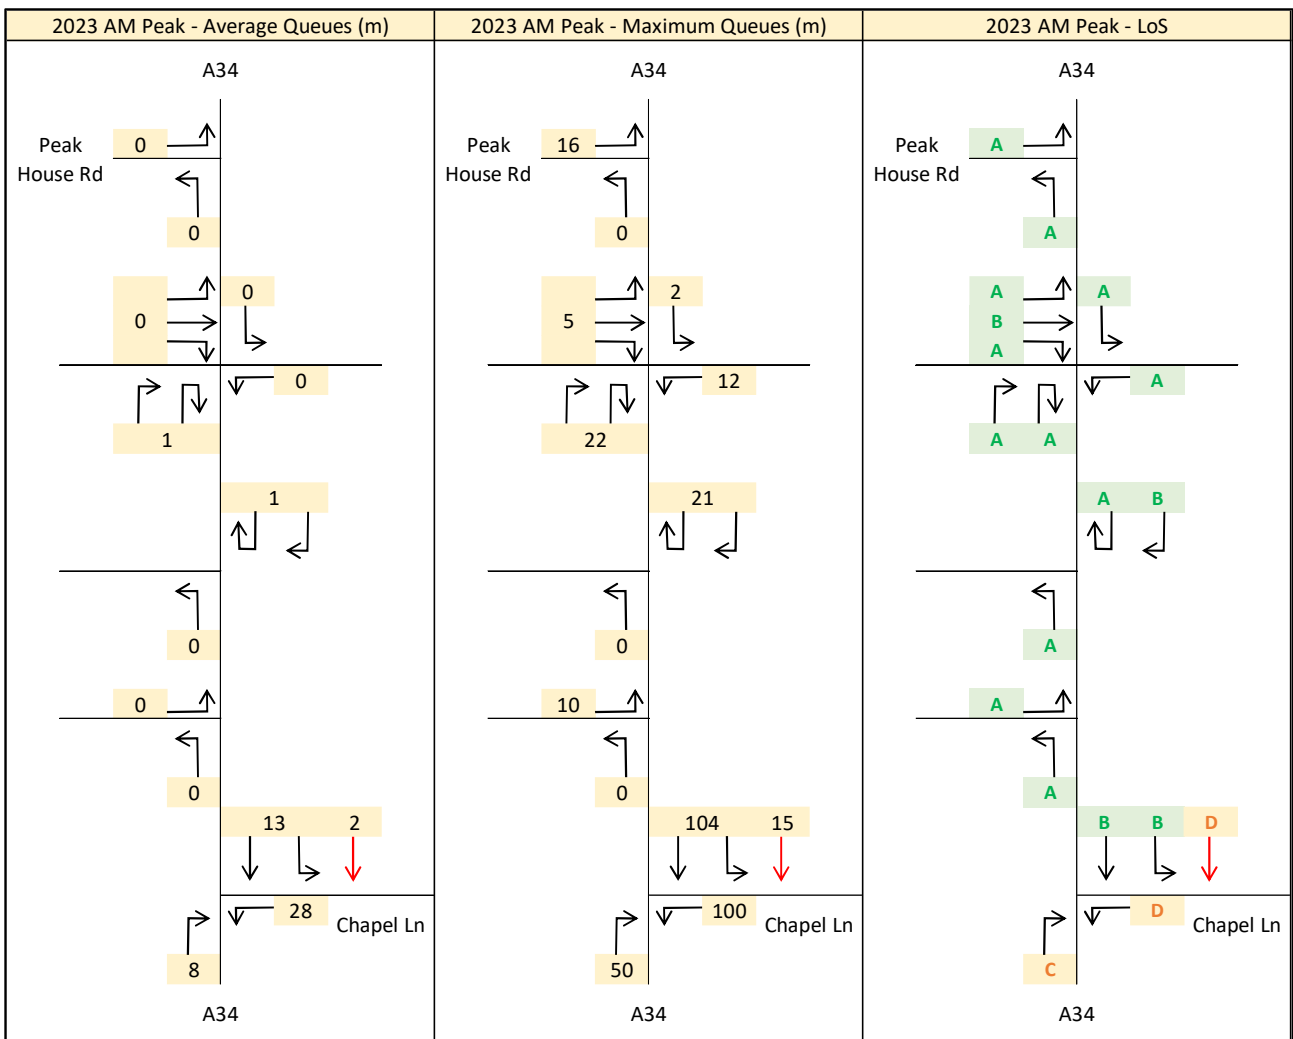 2023 AM Peak - Average Queues (m)
A34
Peak
House Rd
0
0
0
0
0
1
1
0
0
0
13 2
28
Chapel Ln
8
A34
2023 AM Peak - Maximum Queues (m)
A34
Peak
House Rd
16
0
2
5
12
22
21
0
10
0
104 15
100
Chapel Ln
50
A34
2023 AM Peak - LoS
A34
Peak
House Rd
A
A
A A
B
A
A
A A
A B
A
A
A
B B D
D
Chapel Ln
C
A34